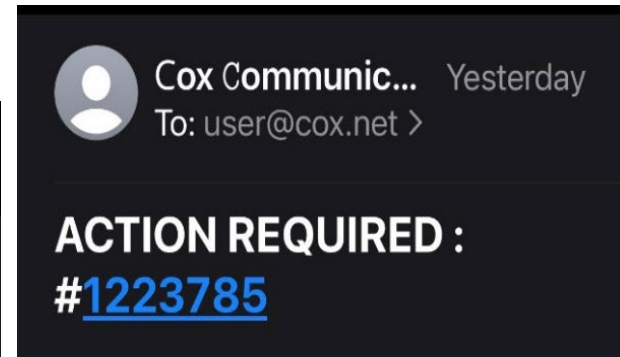 Cox Communic... Yesterday
To: user@cox.net >
ACTION REQUIRED :
#1223785